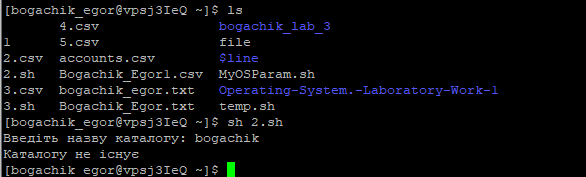 [bogachik_egor@vpsj3IeQ ~]$ ls
4.csv bogachik_lab_3
1 5.csv file
2.csv accounts.csv $line
2.sh Bogachik_Egor1.csv MyOSParam.sh
3.csv bogachik_egor.txt Operating-System.-Laboratory-Work-1
3.sh Bogachik_Egor.txt temp.sh
[bogachik_egor@vpsj3IeQ ~]$ sh 2.sh
Введіть назву каталогу: bogachik
Каталогу не існує
[bogachik_egor@vpsj3IeQ ~]$